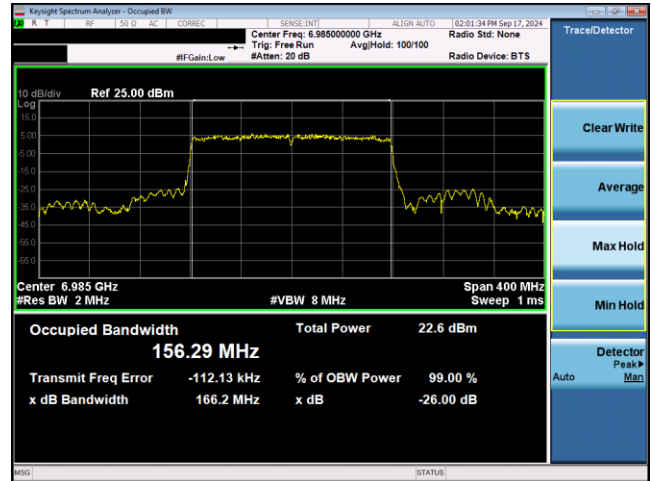 Keysight Spectrum Analyzer - Occupied BW
LXI R T RF 50 Ω AC CORREC SENSE:INT ALIGN AUTO 02:01:34 PM Sep 17, 2024
Center Freq: 6.985000000 GHz Radio Std: None
Trig: Free Run Avg|Hold: 100/100
#IFGain:Low #Atten: 20 dB Radio Device: BTS
Trace/Detector
10 dB/div Ref 25.00 dBm
Log
15.0
5.00
-5.00
-15.0
-25.0
-35.0
-45.0
-55.0
-65.0
Center 6.985 GHz Span 400 MHz
#Res BW 2 MHz #VBW 8 MHz Sweep 1 ms
Occupied Bandwidth Total Power 22.6 dBm
156.29 MHz
Transmit Freq Error -112.13 kHz % of OBW Power 99.00 %
x dB Bandwidth 166.2 MHz x dB -26.00 dB
Clear Write
Average
Max Hold
Min Hold
Detector
Peak▶
Auto Man
MSG STATUS